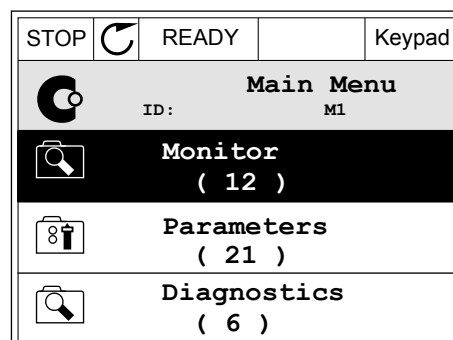 STOP READY Keypad
Main Menu
ID: M1
Monitor
( 12 )
Parameters
( 21 )
Diagnostics
( 6 )